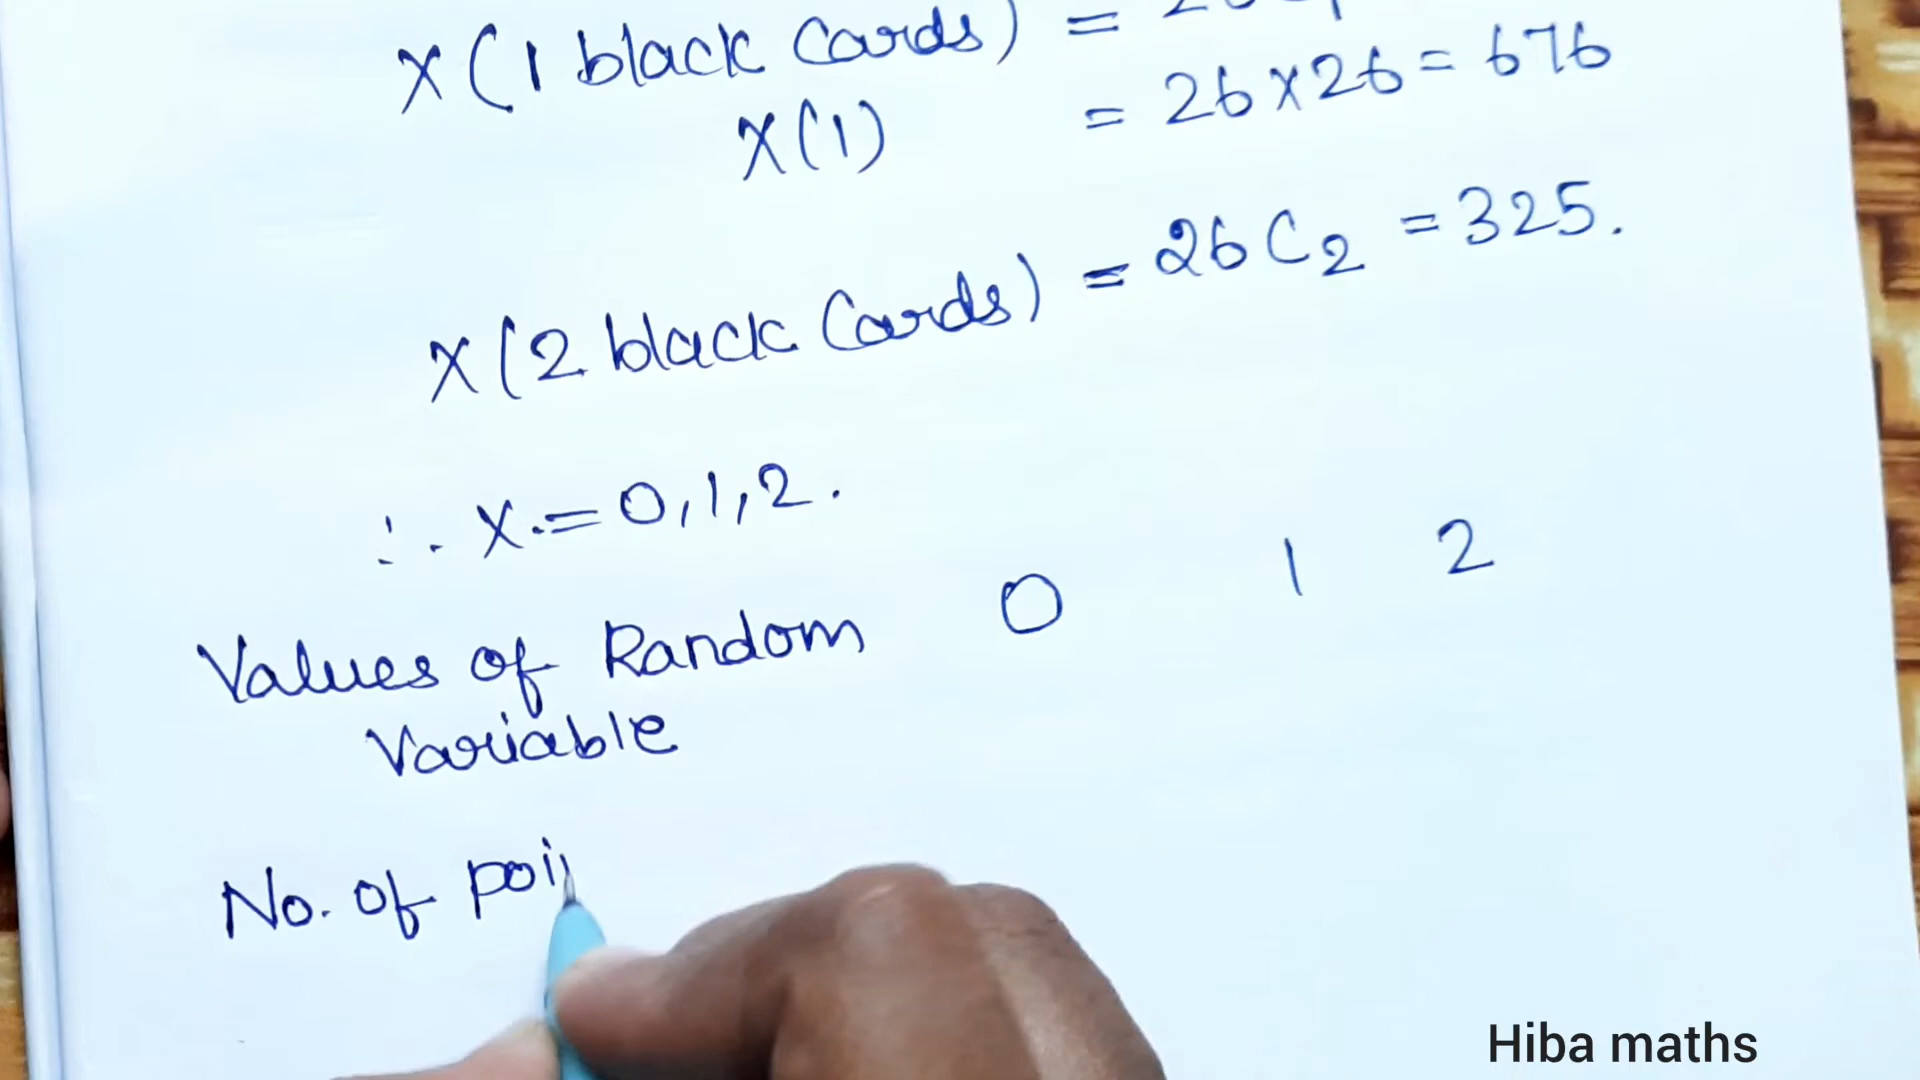 X(1 black Cards) =
X(1) = 26×26 = 676
X(2 black Cards) = 26C2 = 325.
∴ X = 0,1,2.
Values of Random Variable 0 1 2
No. of poi
Hiba maths